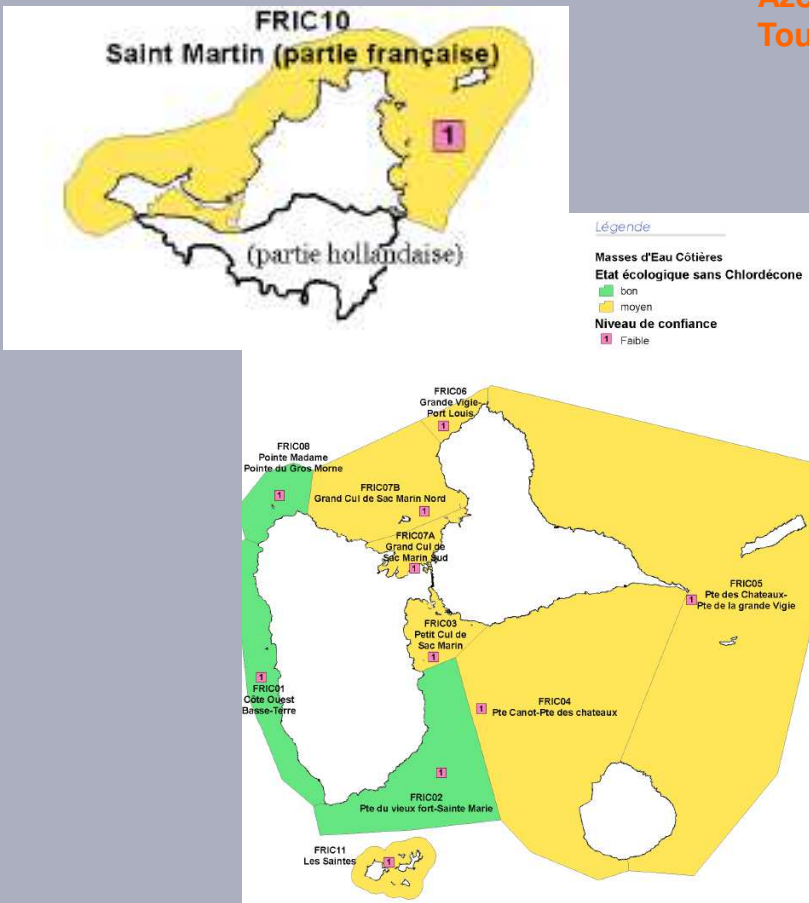 FRIC10
Saint Martin (partie française)
1
(partie hollandaise)
Légende
Masses d'Eau Côtières
Etat écologique sans Chlordécone
bon
moyen
Niveau de confiance
1 Faible
FRIC06
Grande Vigie-
Port Louis
1
FRIC08
Pointe Madame
Pointe du Gros Morne
1
FRIC07B
Grand Cul de Sac Marin Nord
1
FRIC07A
Grand Cul de
Sac Marin Sud
1
FRIC05
Pte des Chateaux-
Pte de la grande Vigie
1
FRIC03
Petit Cul de
Sac Marin
1
1
FRIC01
Côte Ouest
Basse-Terre
FRIC04
1 Pte Canot-Pte des chateaux
1
FRIC02
Pte du vieux fort-Sainte Marie
FRIC11
Les Saintes
1